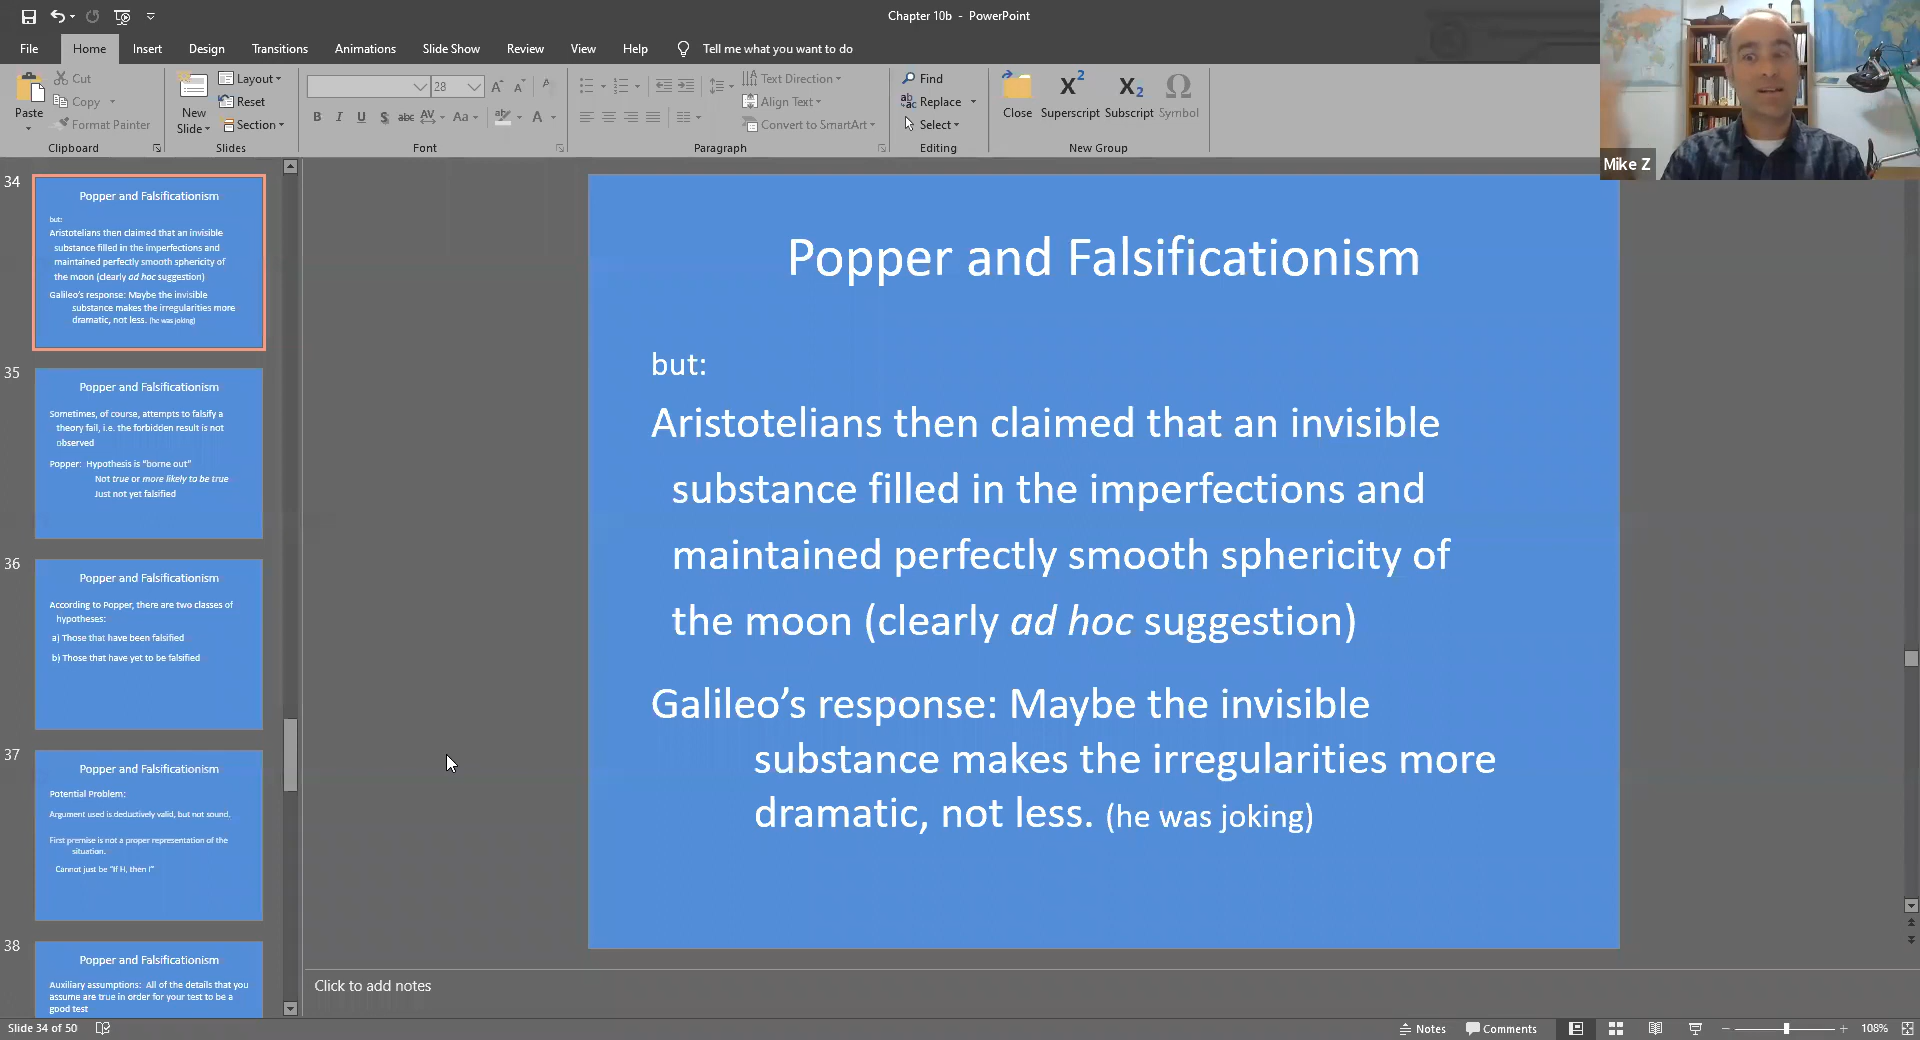 Chapter 10b - PowerPoint
File Home Insert Design Transitions Animations Slide Show Review View Help Tell me what you want to do
Paste
Cut
Copy
Format Painter
Clipboard
New
Slide
Layout
Reset
Section
Slides
28
B I U S abc AV Aa A
Font
Text Direction
Align Text
Convert to SmartArt
Paragraph
Find
Replace
Select
Editing
Close
X² Superscript
X₂ Subscript
Ω Symbol
New Group
Mike Z
34
Popper and Falsificationism
but:
Aristotelians then claimed that an invisible
substance filled in the imperfections and
maintained perfectly smooth sphericity of
the moon (clearly ad hoc suggestion)
Galileo’s response: Maybe the invisible
substance makes the irregularities more
dramatic, not less. (he was joking)
35
Popper and Falsificationism
Sometimes, of course, attempts to falsify a
theory fail, i.e. the forbidden result is not
observed
Popper: Hypothesis is “borne out”
Not true or more likely to be true
Just not yet falsified
36
Popper and Falsificationism
According to Popper, there are two classes of
hypotheses:
a) Those that have been falsified
b) Those that have yet to be falsified
37
Popper and Falsificationism
Potential Problem:
Argument used is deductively valid, but not sound.
First premise is not a proper representation of the
situation.
Cannot just be “If H, then I”
38
Popper and Falsificationism
Auxiliary assumptions: All of the details that you
assume are true in order for your test to be a
good test
Popper and Falsificationism
but:
Aristotelians then claimed that an invisible
substance filled in the imperfections and
maintained perfectly smooth sphericity of
the moon (clearly ad hoc suggestion)
Galileo’s response: Maybe the invisible
substance makes the irregularities more
dramatic, not less. (he was joking)
Click to add notes
Slide 34 of 50
Notes Comments 108%